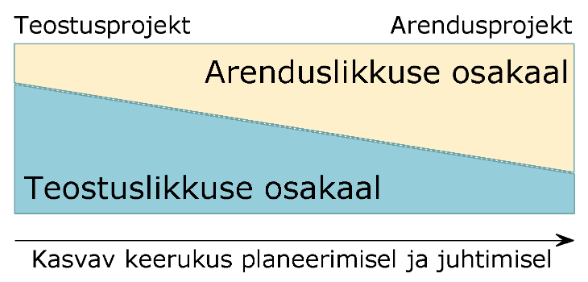 Teostusprojekt
Arendusprojekt
Arenduslikkuse osakaal
Teostuslikkuse osakaal
Kasvav keerukus planeerimisel ja juhtimisel